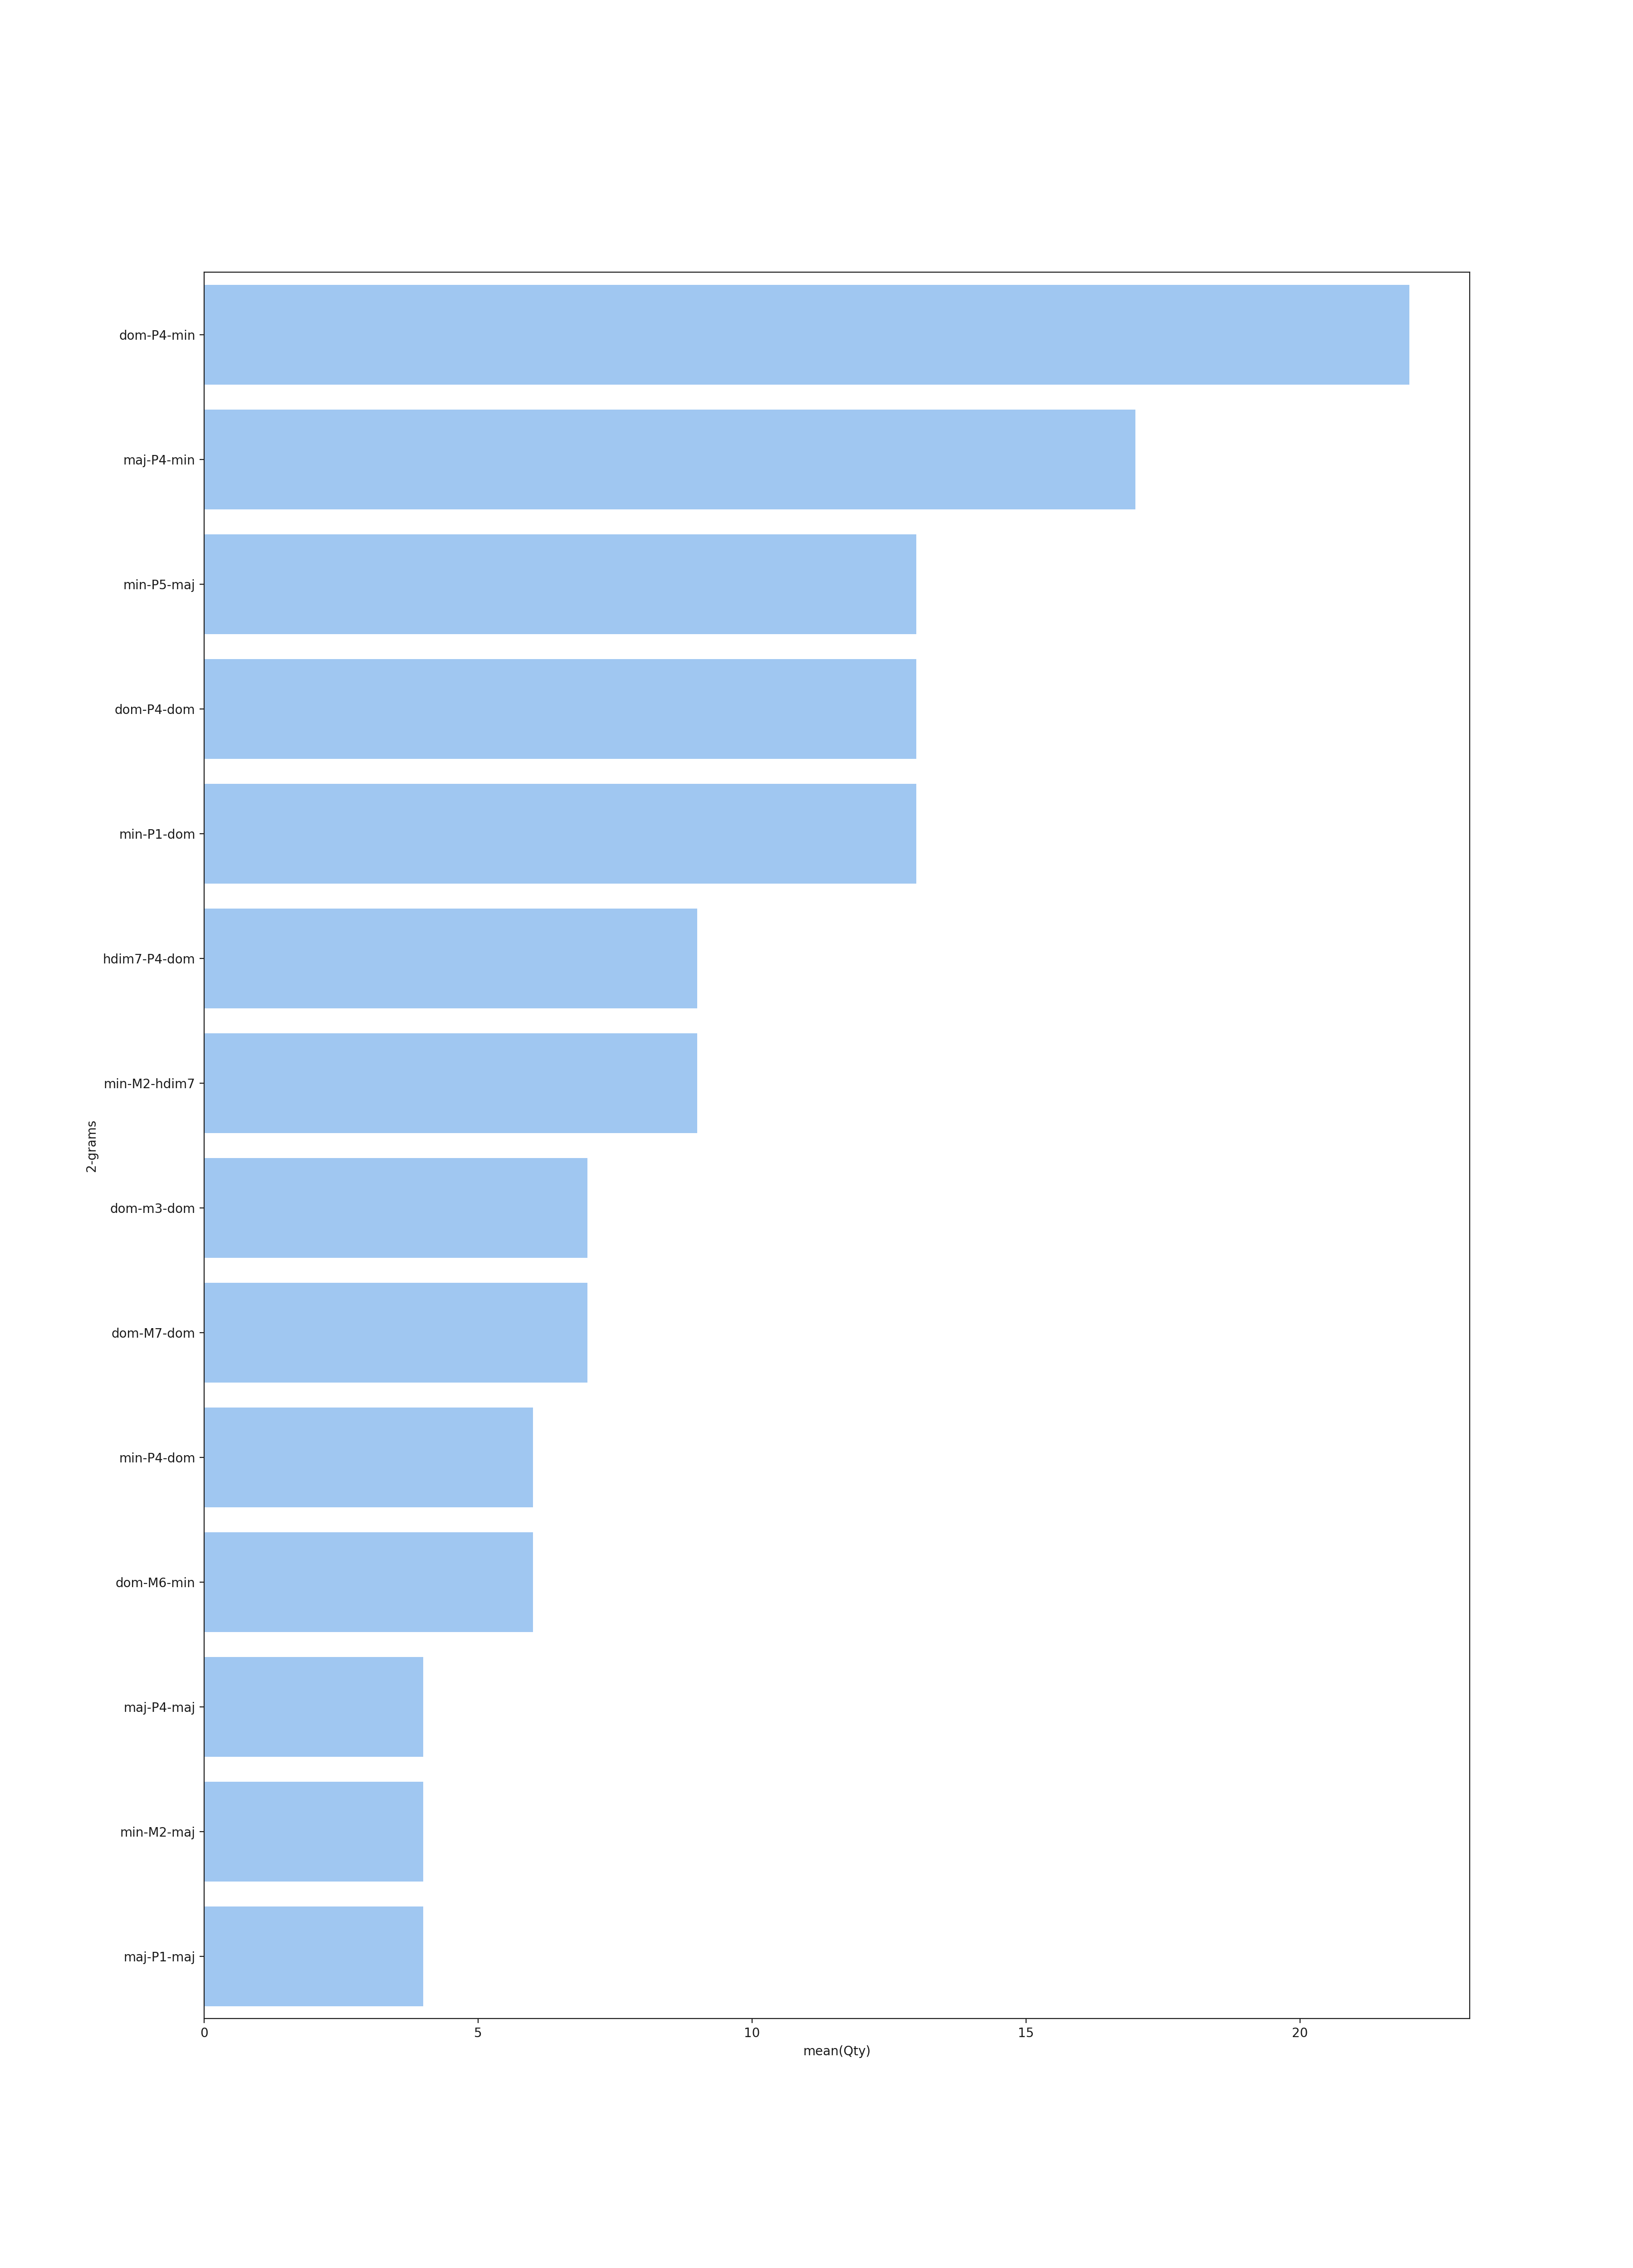 dom-P4-min
maj-P4-min
min-P5-maj
dom-P4-dom
min-P1-dom
hdim7-P4-dom
min-M2-hdim7
2-grams
dom-m3-dom
dom-M7-dom
min-P4-dom
dom-M6-min
maj-P4-maj
min-M2-maj
maj-P1-maj
0 5 10 15 20
mean(Qty)